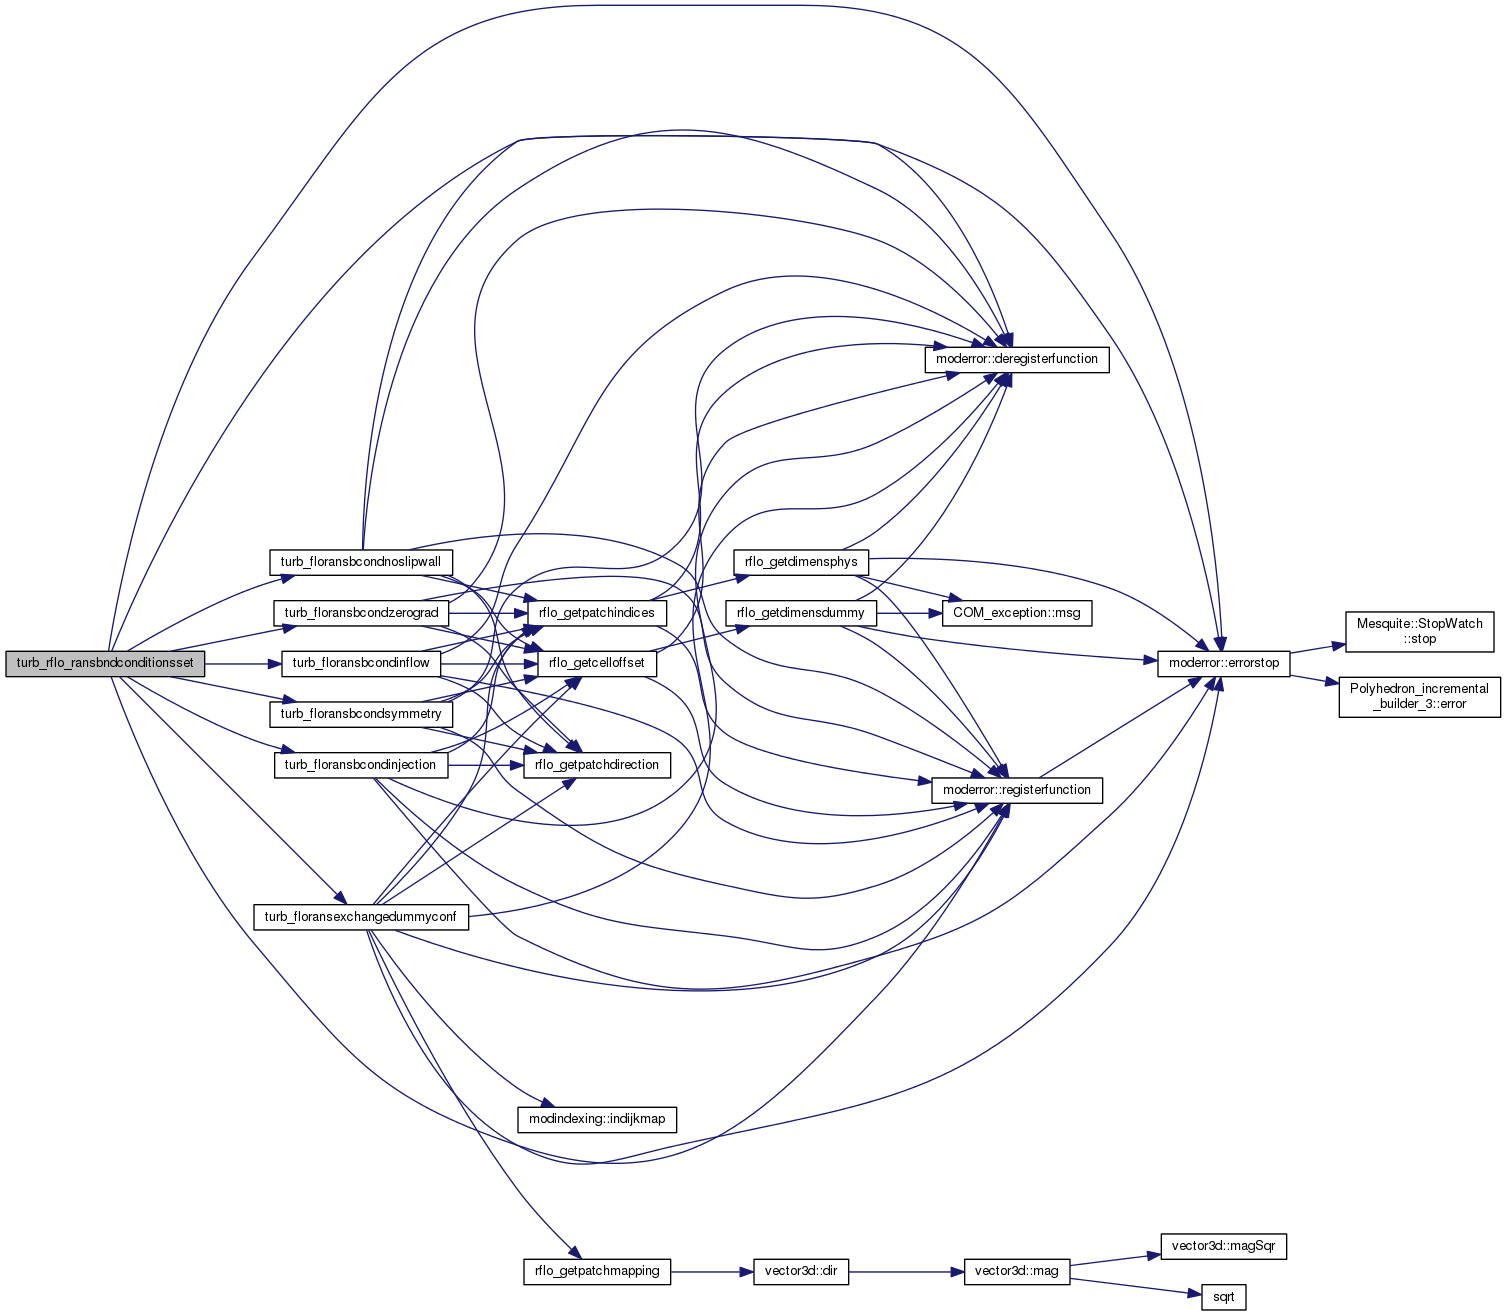 turb_rflo_ransbndconditionsset
turb_floransbcondnoslipwall
turb_floransbcondzerograd
turb_floransbcondinflow
turb_floransbcondsymmetry
turb_floransbcondinjection
turb_floransexchangedummyconf
rflo_getpatchindices
rflo_getcelloffset
rflo_getpatchdirection
modindexing::indijkmap
rflo_getpatchmapping
rflo_getdimensphys
rflo_getdimensdummy
vector3d::dir
moderror::deregisterfunction
COM_exception::msg
moderror::registerfunction
vector3d::mag
moderror::errorstop
vector3d::magSqr
sqrt
Mesquite::StopWatch
::stop
Polyhedron_incremental
_builder_3::error